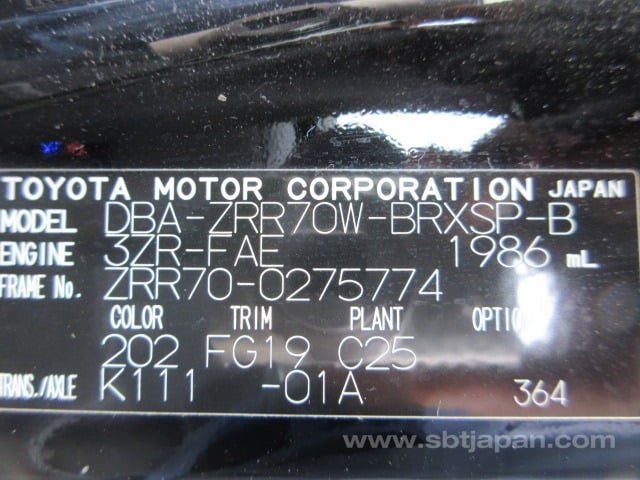 TOYOTA MOTOR CORPORATION JAPAN
MODEL DBA-ZRR70W-BRXSP-B
ENGINE 3ZR-FAE 1986 mL
FRAME No. ZRR70-0275774
COLOR TRIM PLANT OPTIO
202 FG19 C25
TRANS./AXLE K111 -01A 364
www.sbtjapan.com